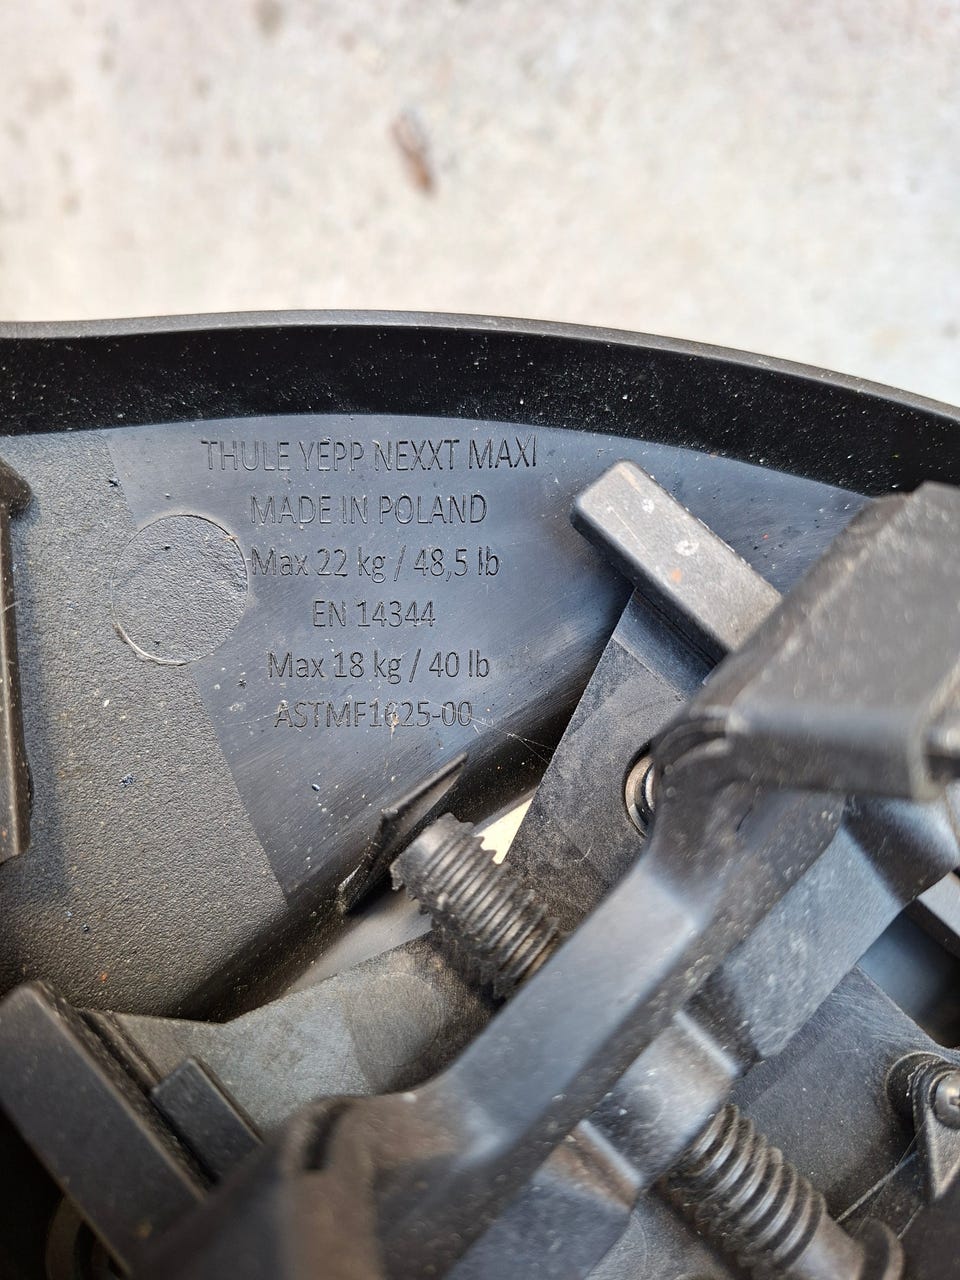 THULE YEPP NEXXT MAXI
MADE IN POLAND
Max 22 kg / 48,5 lb
EN 14344
Max 18 kg / 40 lb
ASTMF1625-00